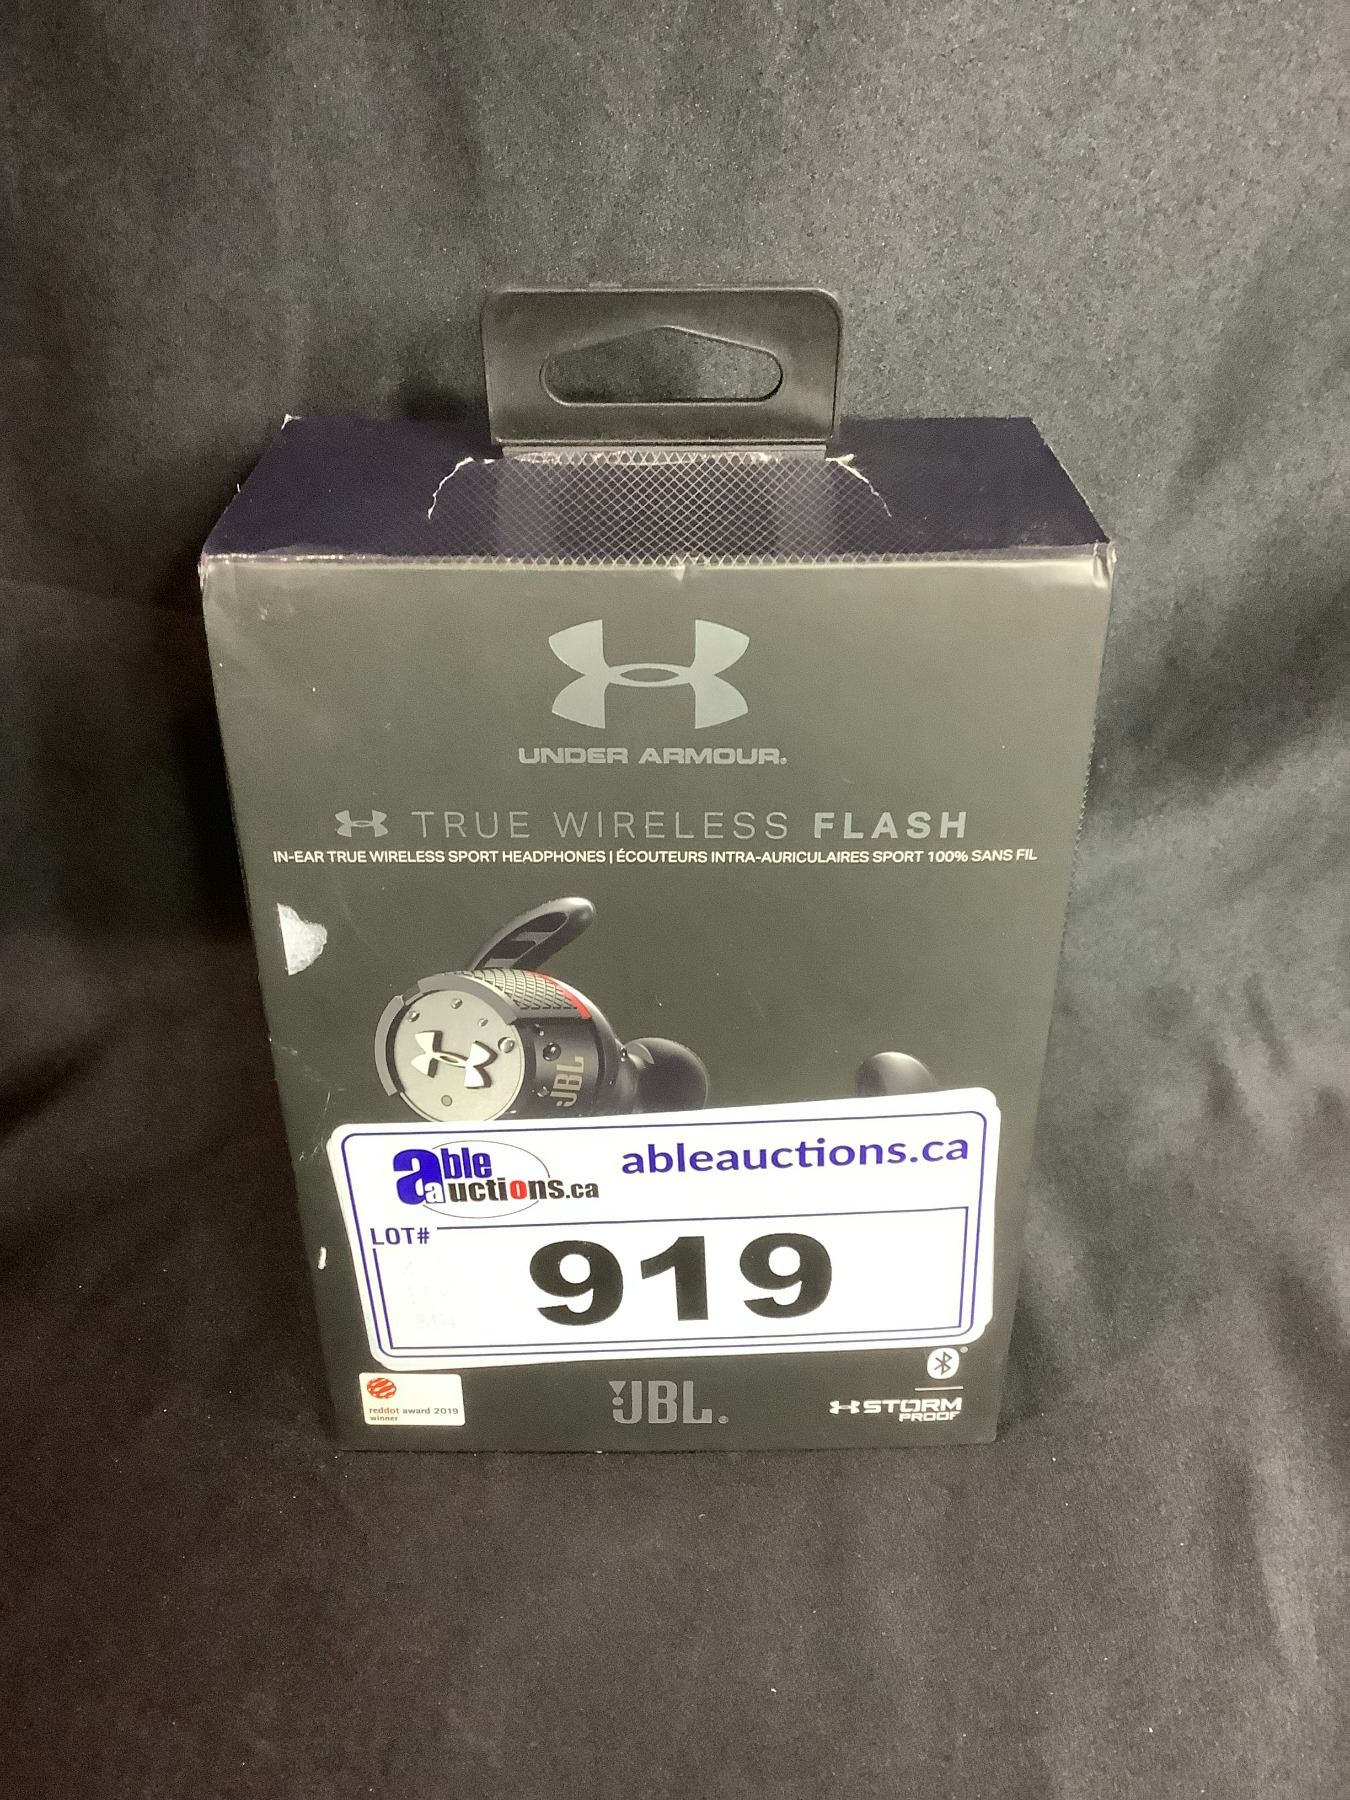 UNDER ARMOUR®
TRUE WIRELESS FLASH
IN-EAR TRUE WIRELESS SPORT HEADPHONES | ÉCOUTEURS INTRA-AURICULAIRES SPORT 100% SANS FIL
JBL
able auctions.ca
ableauctions.ca
LOT#
919
reddot award 2019
winner
JBL®
STORM
PROOF